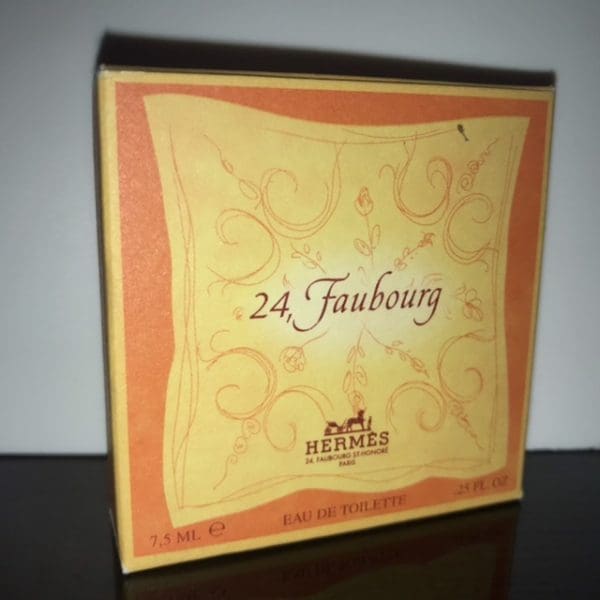 24, Faubourg
HERMÈS
24, FAUBOURG ST-HONORÉ
PARIS
7,5 ML ℮
EAU DE TOILETTE
.25 FL OZ